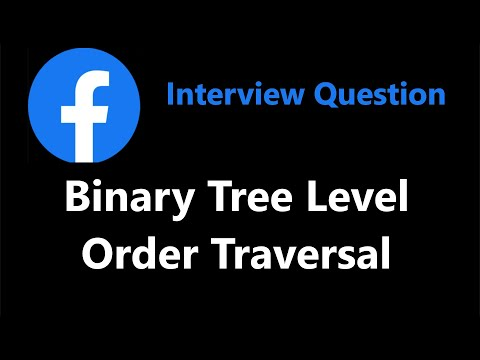 Interview Question
Binary Tree Level
Order Traversal